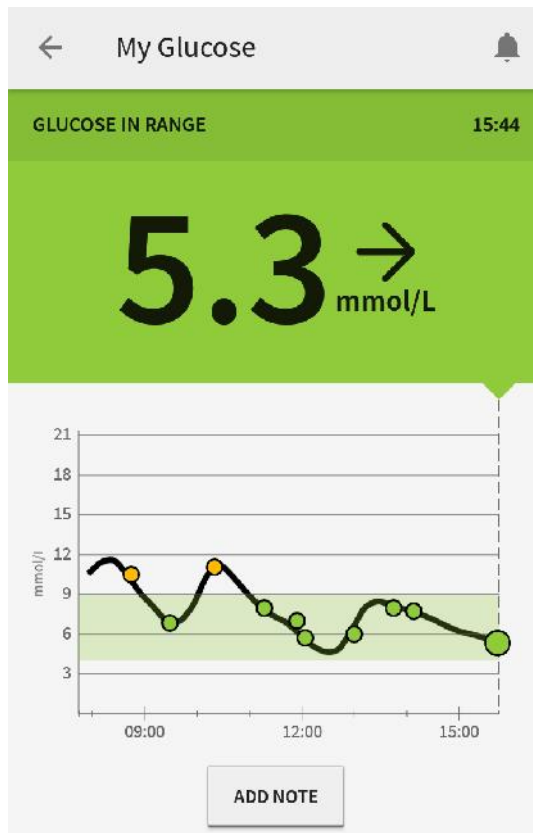 My Glucose
GLUCOSE IN RANGE 15:44
5.3
mmol/L
21
18
15
12
9
6
3
mmol/l
09:00 12:00 15:00
ADD NOTE